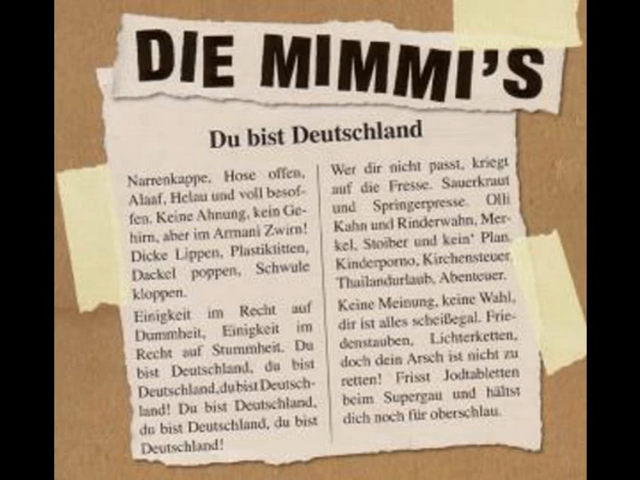 DIE MIMMI'S
Du bist Deutschland
Narrenkappe, Hose offen,
Alaaf, Helau und voll besof-
fen. Keine Ahnung, kein Ge-
hirn, aber im Armani Zwirn!
Dicke Lippen, Plastiktitten,
Dackel poppen, Schwule
kloppen.
Einigkeit im Recht auf
Dummheit, Einigkeit im
Recht auf Stummheit. Du
bist Deutschland, du bist
Deutschland,du bist Deutsch-
land! Du bist Deutschland,
du bist Deutschland, du bist
Deutschland!
Wer dir nicht passt, kriegt
auf die Fresse. Sauerkraut
und Springerpresse. Olli
Kahn und Rinderwahn, Mer-
kel, Stoiber und kein' Plan.
Kinderporno, Kirchensteuer,
Thailandurlaub, Abenteuer.
Keine Meinung, keine Wahl,
dir ist alles scheißegal. Frie-
denstauben, Lichterketten,
doch dein Arsch ist nicht zu
retten! Frisst Jodtabletten
beim Supergau und hältst
dich noch für oberschlau.